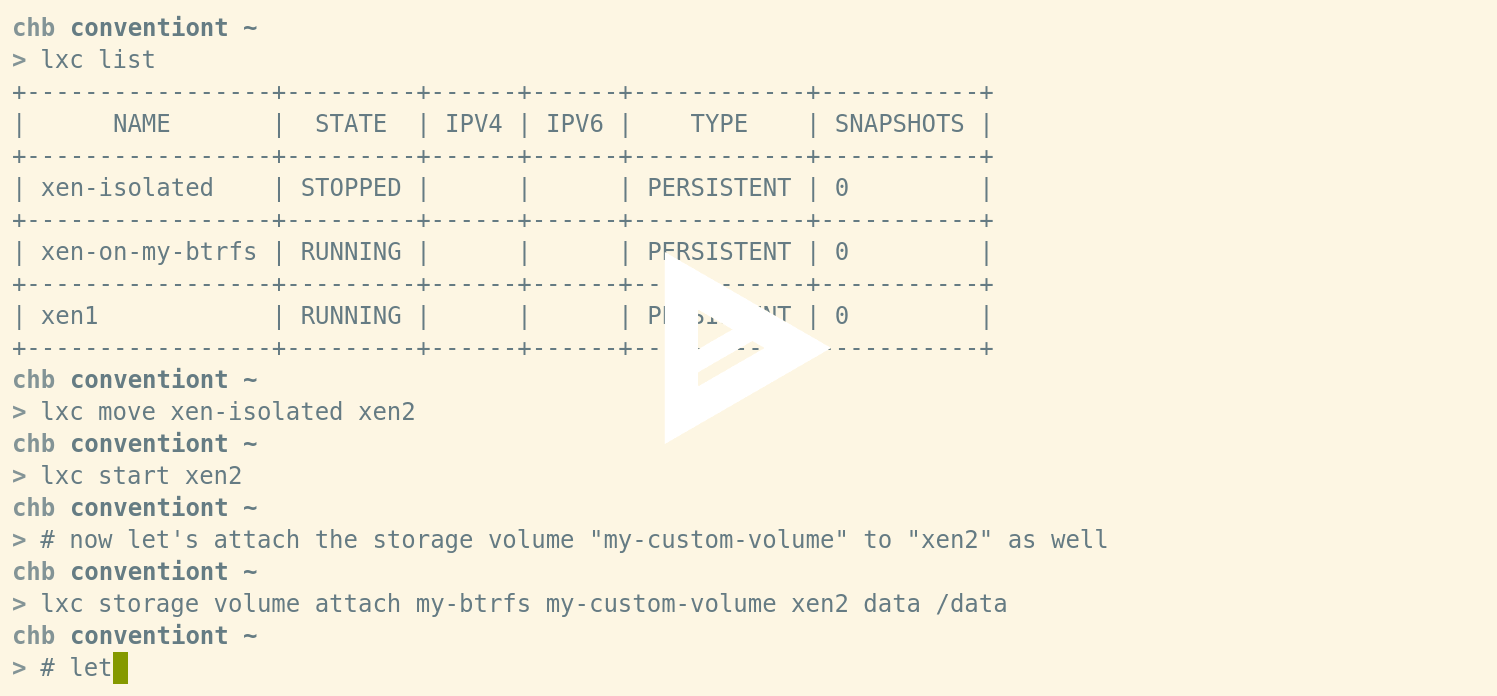 chb conventiont ~
> lxc list
+-----------------+---------+------+------+------------+-----------+
|      NAME       |  STATE  | IPV4 | IPV6 |    TYPE    | SNAPSHOTS |
+-----------------+---------+------+------+------------+-----------+
| xen-isolated    | STOPPED |      |      | PERSISTENT | 0         |
+-----------------+---------+------+------+------------+-----------+
| xen-on-my-btrfs | RUNNING |      |      | PERSISTENT | 0         |
+-----------------+---------+------+------+------------+-----------+
| xen1            | RUNNING |      |      | PERSISTENT | 0         |
+-----------------+---------+------+------+------------+-----------+
chb conventiont ~
> lxc move xen-isolated xen2
chb conventiont ~
> lxc start xen2
chb conventiont ~
> # now let's attach the storage volume "my-custom-volume" to "xen2" as well
chb conventiont ~
> lxc storage volume attach my-btrfs my-custom-volume xen2 data /data
chb conventiont ~
> # let